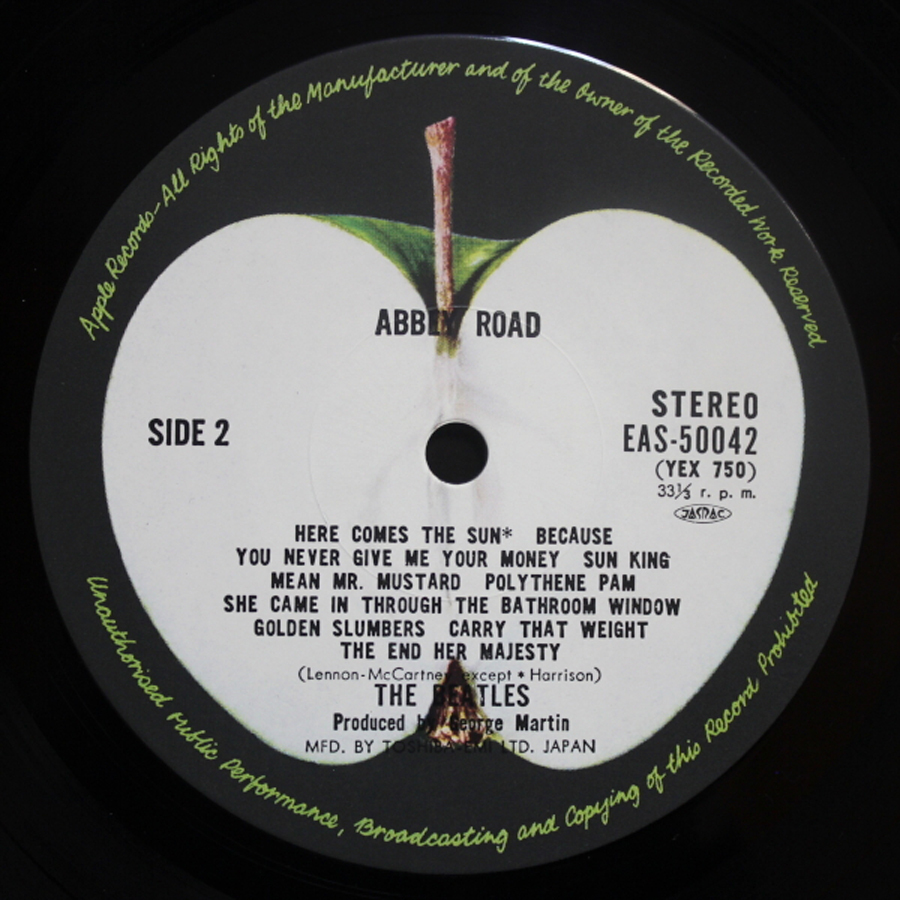 Apple Records-All Rights of the Manufacturer and of the Owner of the Recorded Work Reserved
ABBEY ROAD
SIDE 2
STEREO
EAS-50042
(YEX 750)
33⅓ r. p. m.
JASRAC
HERE COMES THE SUN* BECAUSE
YOU NEVER GIVE ME YOUR MONEY SUN KING
MEAN MR. MUSTARD POLYTHENE PAM
SHE CAME IN THROUGH THE BATHROOM WINDOW
GOLDEN SLUMBERS CARRY THAT WEIGHT
THE END HER MAJESTY
(Lennon-McCartney except * Harrison)
THE BEATLES
Produced by George Martin
MFD. BY TOSHIBA-EMI LTD. JAPAN
Unauthorised Public Performance, Broadcasting and Copying of this Record Prohibited